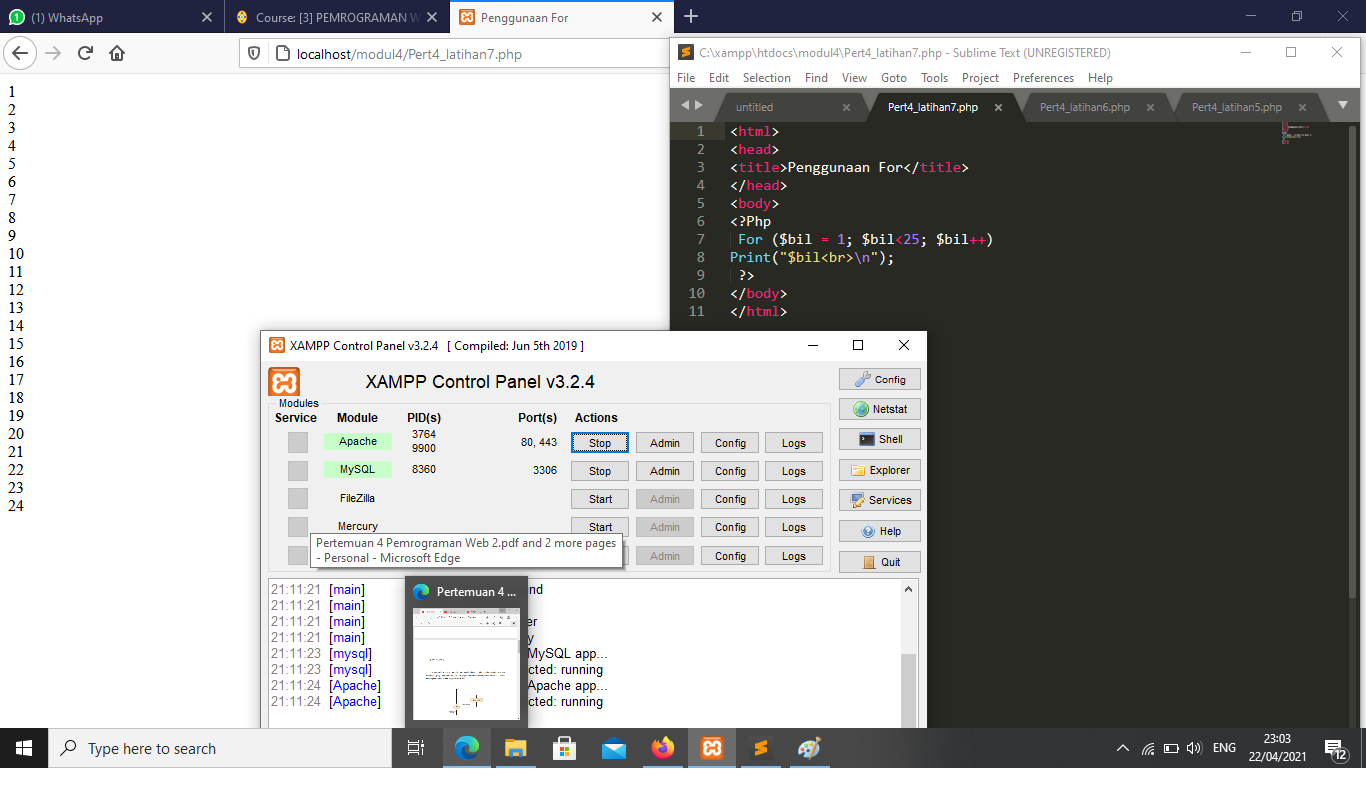 (1) WhatsApp
Course: [3] PEMROGRAMAN W
Penggunaan For
localhost/modul4/Pert4_latihan7.php
1
2
3
4
5
6
7
8
9
10
11
12
13
14
15
16
17
18
19
20
21
22
23
24
C:\xampp\htdocs\modul4\Pert4_latihan7.php - Sublime Text (UNREGISTERED)
File Edit Selection Find View Goto Tools Project Preferences Help
untitled Pert4_latihan7.php Pert4_latihan6.php Pert4_latihan5.php
1 <html>
2 <head>
3 <title>Penggunaan For</title>
4 </head>
5 <body>
6 <?Php
7 For ($bil = 1; $bil<25; $bil++)
8 Print("$bil<br>\n");
9 ?>
10 </body>
11 </html>
XAMPP Control Panel v3.2.4 [ Compiled: Jun 5th 2019 ]
XAMPP Control Panel v3.2.4
Modules
Service Module PID(s) Port(s) Actions
Apache 3764 9900 80, 443 Stop Admin Config Logs
MySQL 8360 3306 Stop Admin Config Logs
FileZilla Start Admin Config Logs
Mercury Start Admin Config Logs
Admin Config Logs
Config
Netstat
Shell
Explorer
Services
Help
Quit
Pertemuan 4 Pemrograman Web 2.pdf and 2 more pages
- Personal - Microsoft Edge
Pertemuan 4 ...
21:11:21 [main] nd
21:11:21 [main]
21:11:21 [main] er
21:11:21 [main] y
21:11:23 [mysql] MySQL app...
21:11:23 [mysql] cted: running
21:11:24 [Apache] Apache app...
21:11:24 [Apache] cted: running
Type here to search
ENG
23:03
22/04/2021
12